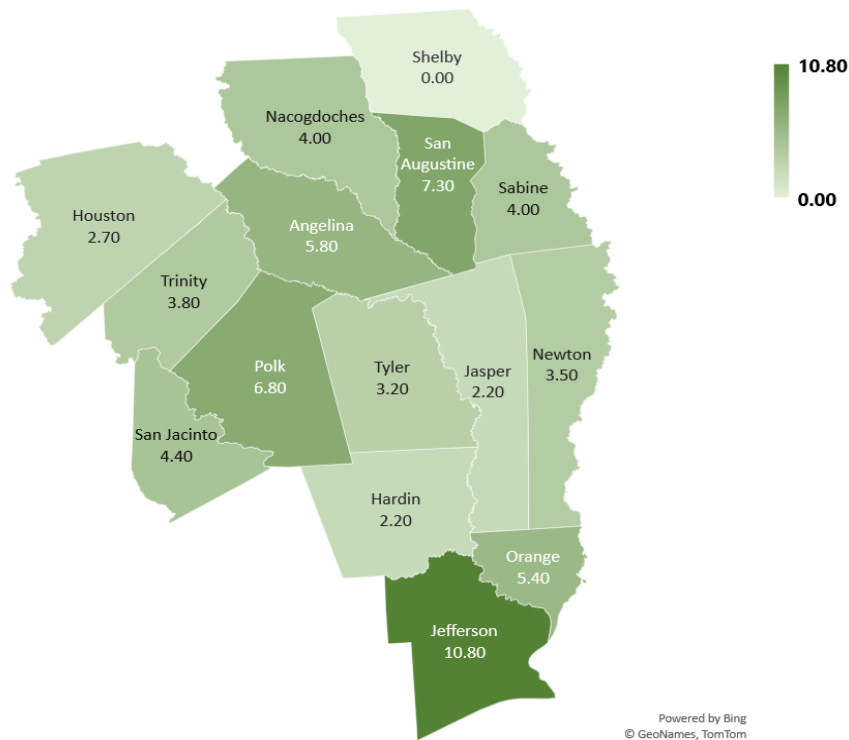 Shelby
0.00
10.80
0.00
Nacogdoches
4.00
San
Augustine
7.30
Sabine
4.00
Houston
2.70
Angelina
5.80
Trinity
3.80
Polk
6.80
Tyler
3.20
Jasper
2.20
Newton
3.50
San Jacinto
4.40
Hardin
2.20
Orange
5.40
Jefferson
10.80
Powered by Bing
© GeoNames, TomTom